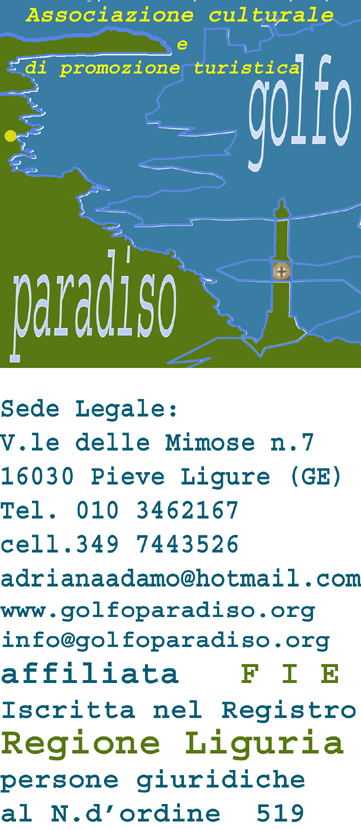 Associazione culturale
e
di promozione turistica
golfo
paradiso
Sede Legale:
V.le delle Mimose n.7
16030 Pieve Ligure (GE)
Tel. 010 3462167
cell.349 7443526
adrianaadamo@hotmail.com
www.golfoparadiso.org
info@golfoparadiso.org
affiliata F I E
Iscritta nel Registro
Regione Liguria
persone giuridiche
al N.d’ordine 519